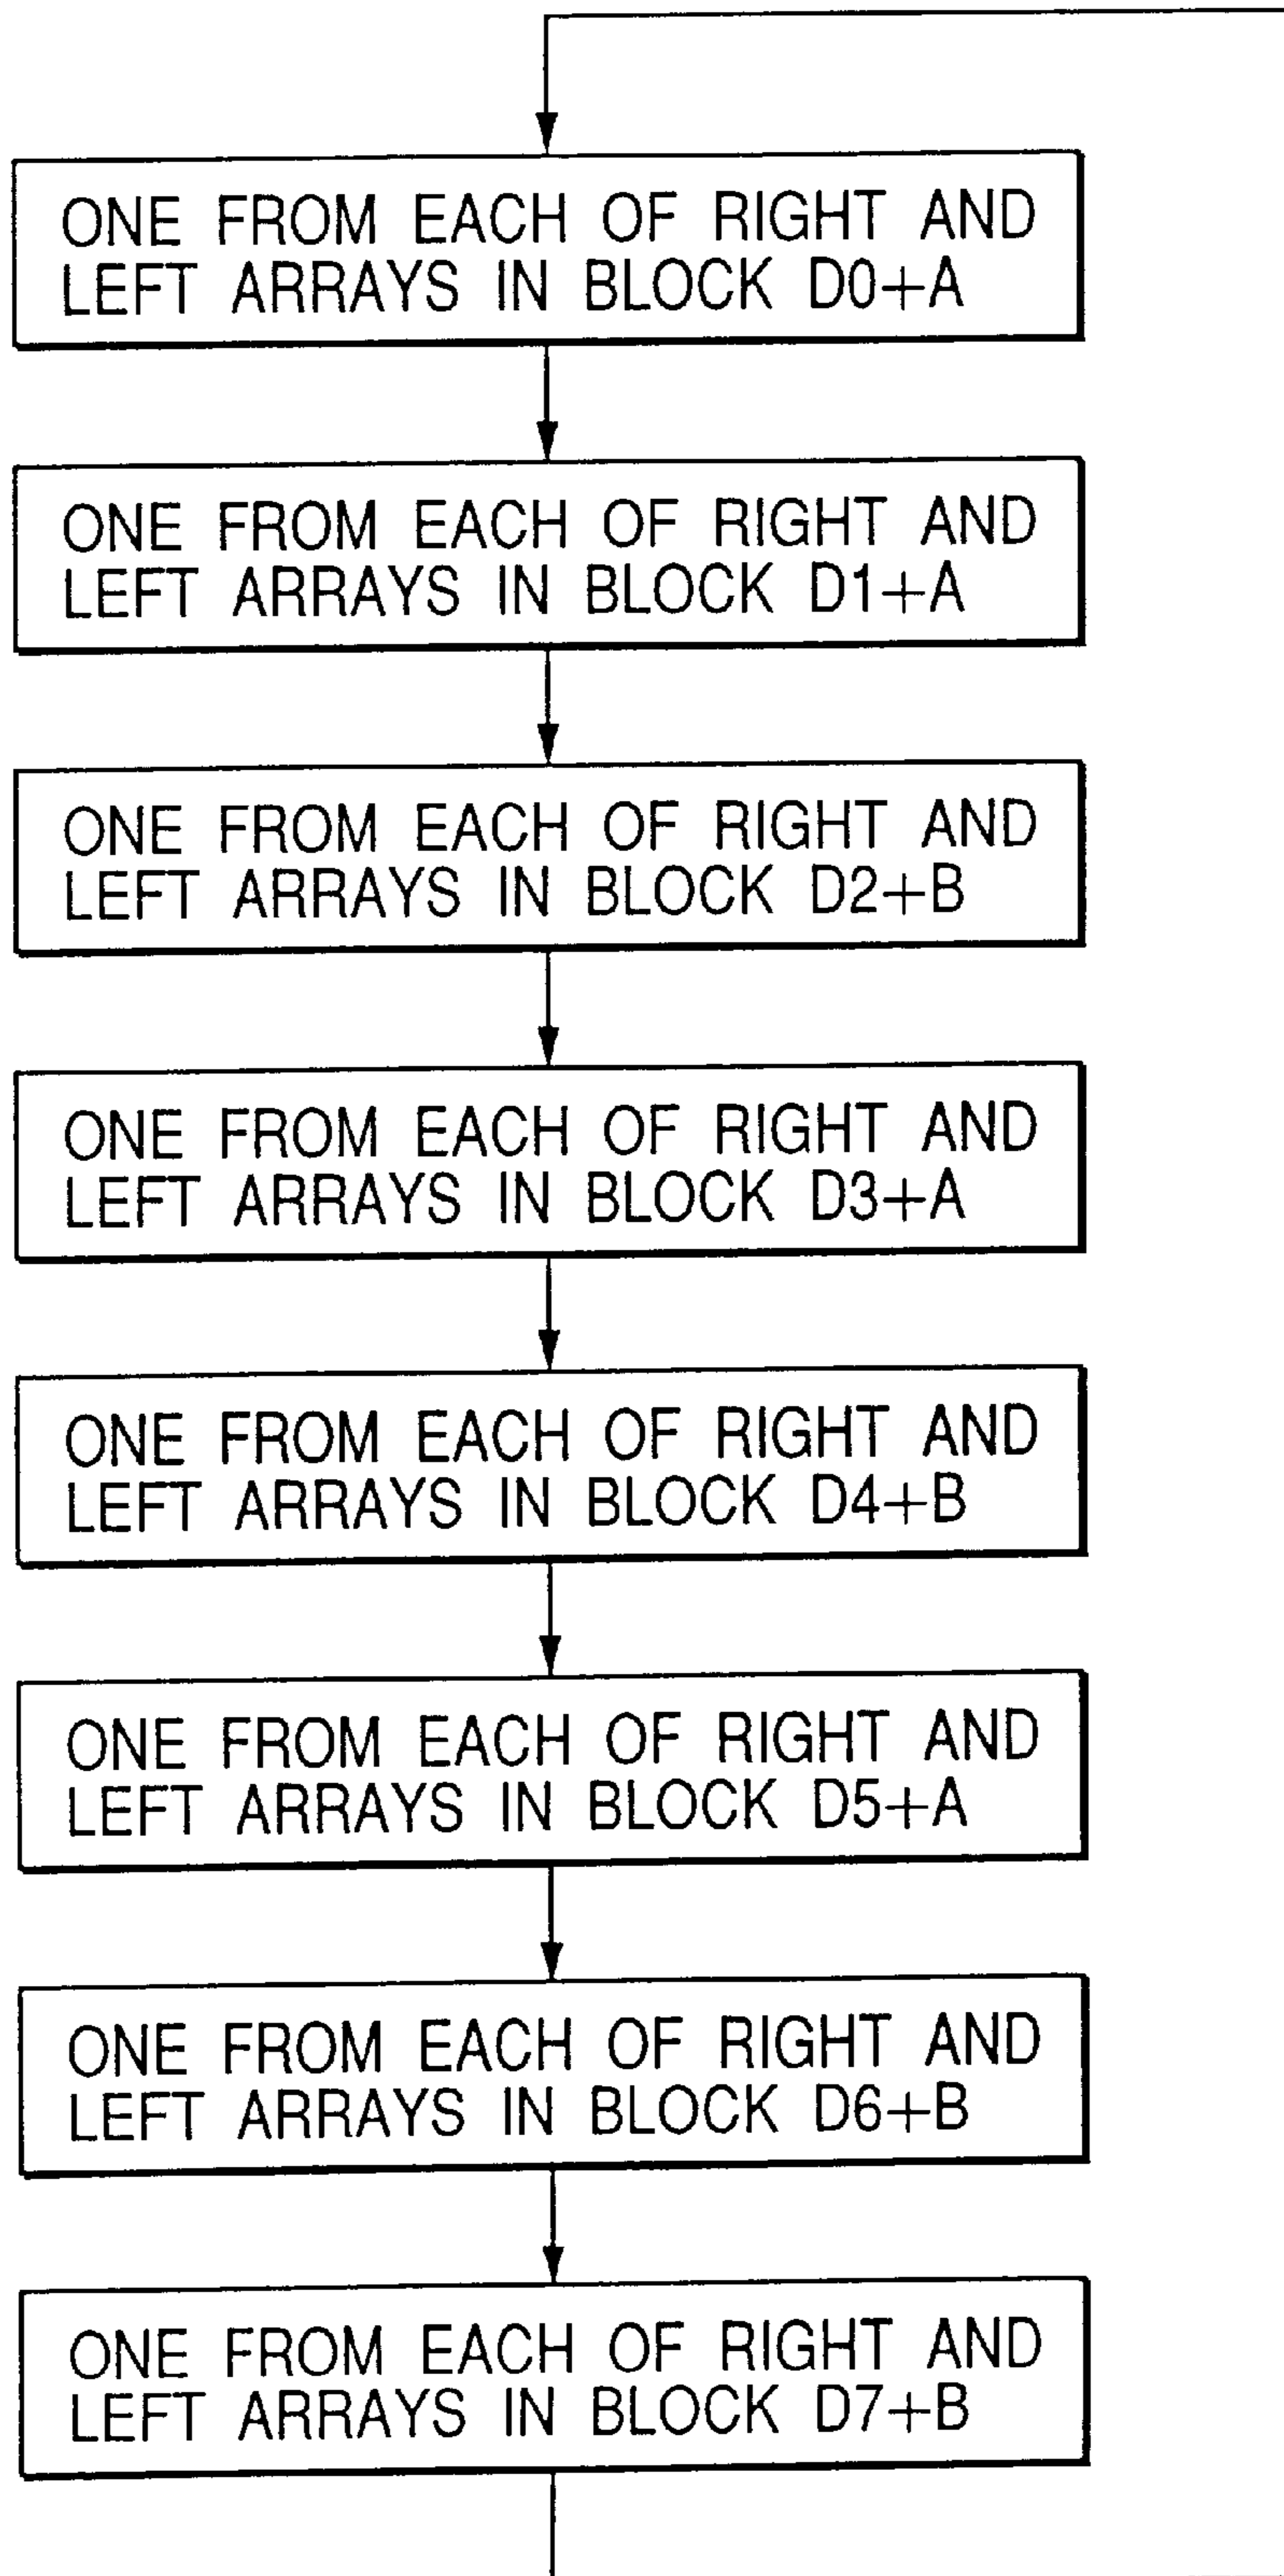 ONE FROM EACH OF RIGHT AND
LEFT ARRAYS IN BLOCK D0+A
ONE FROM EACH OF RIGHT AND
LEFT ARRAYS IN BLOCK D1+A
ONE FROM EACH OF RIGHT AND
LEFT ARRAYS IN BLOCK D2+B
ONE FROM EACH OF RIGHT AND
LEFT ARRAYS IN BLOCK D3+A
ONE FROM EACH OF RIGHT AND
LEFT ARRAYS IN BLOCK D4+B
ONE FROM EACH OF RIGHT AND
LEFT ARRAYS IN BLOCK D5+A
ONE FROM EACH OF RIGHT AND
LEFT ARRAYS IN BLOCK D6+B
ONE FROM EACH OF RIGHT AND
LEFT ARRAYS IN BLOCK D7+B